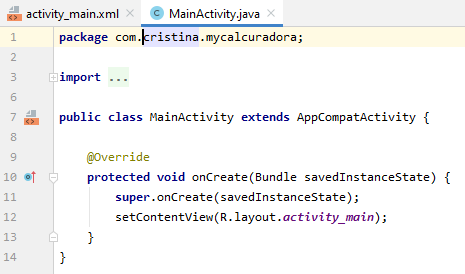 activity_main.xml MainActivity.java
1 package com.cristina.mycalcuradora;
2
3 import ...
6
7 public class MainActivity extends AppCompatActivity {
8
9 @Override
10 protected void onCreate(Bundle savedInstanceState) {
11 super.onCreate(savedInstanceState);
12 setContentView(R.layout.activity_main);
13 }
14 }